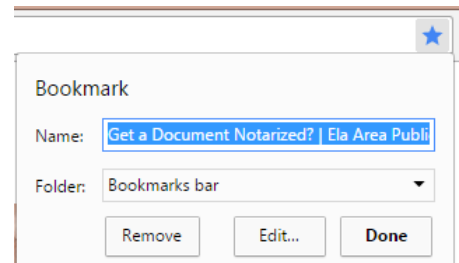 Bookmark
Name: Get a Document Notarized? | Ela Area Publi
Folder: Bookmarks bar
Remove Edit... Done